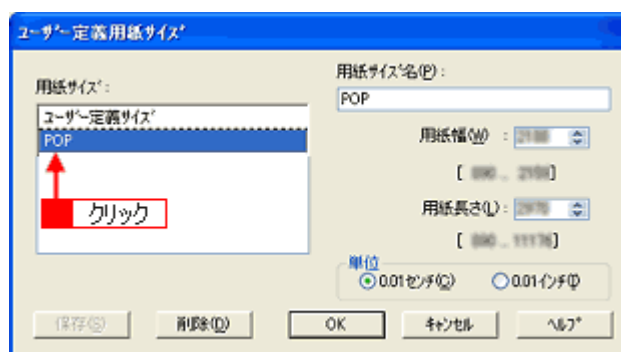 ユーザー定義用紙サイズ
用紙サイズ:
ユーザー定義サイズ
POP
クリック
用紙サイズ名(P):
POP
用紙幅(W) :
用紙長さ(L):
単位
0.01センチ(C)
0.01インチ(I)
保存(S)
削除(D)
OK
キャンセル
ヘルプ